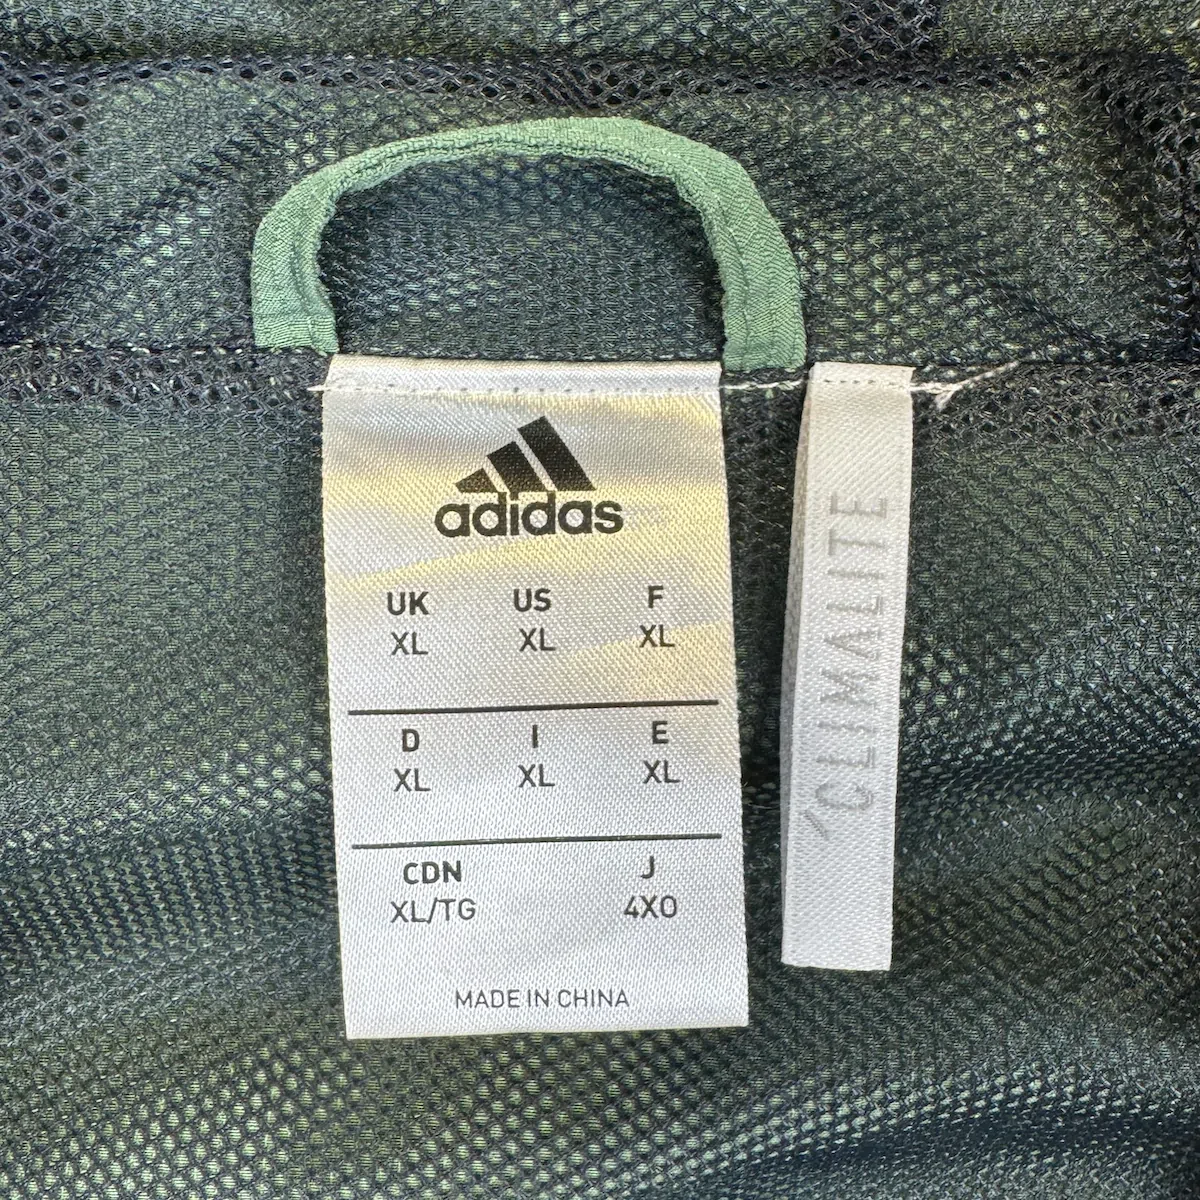 adidas
UK US F
XL XL XL
D I E
XL XL XL
CDN J
XL/TG 4XO
MADE IN CHINA
CLIMALITE